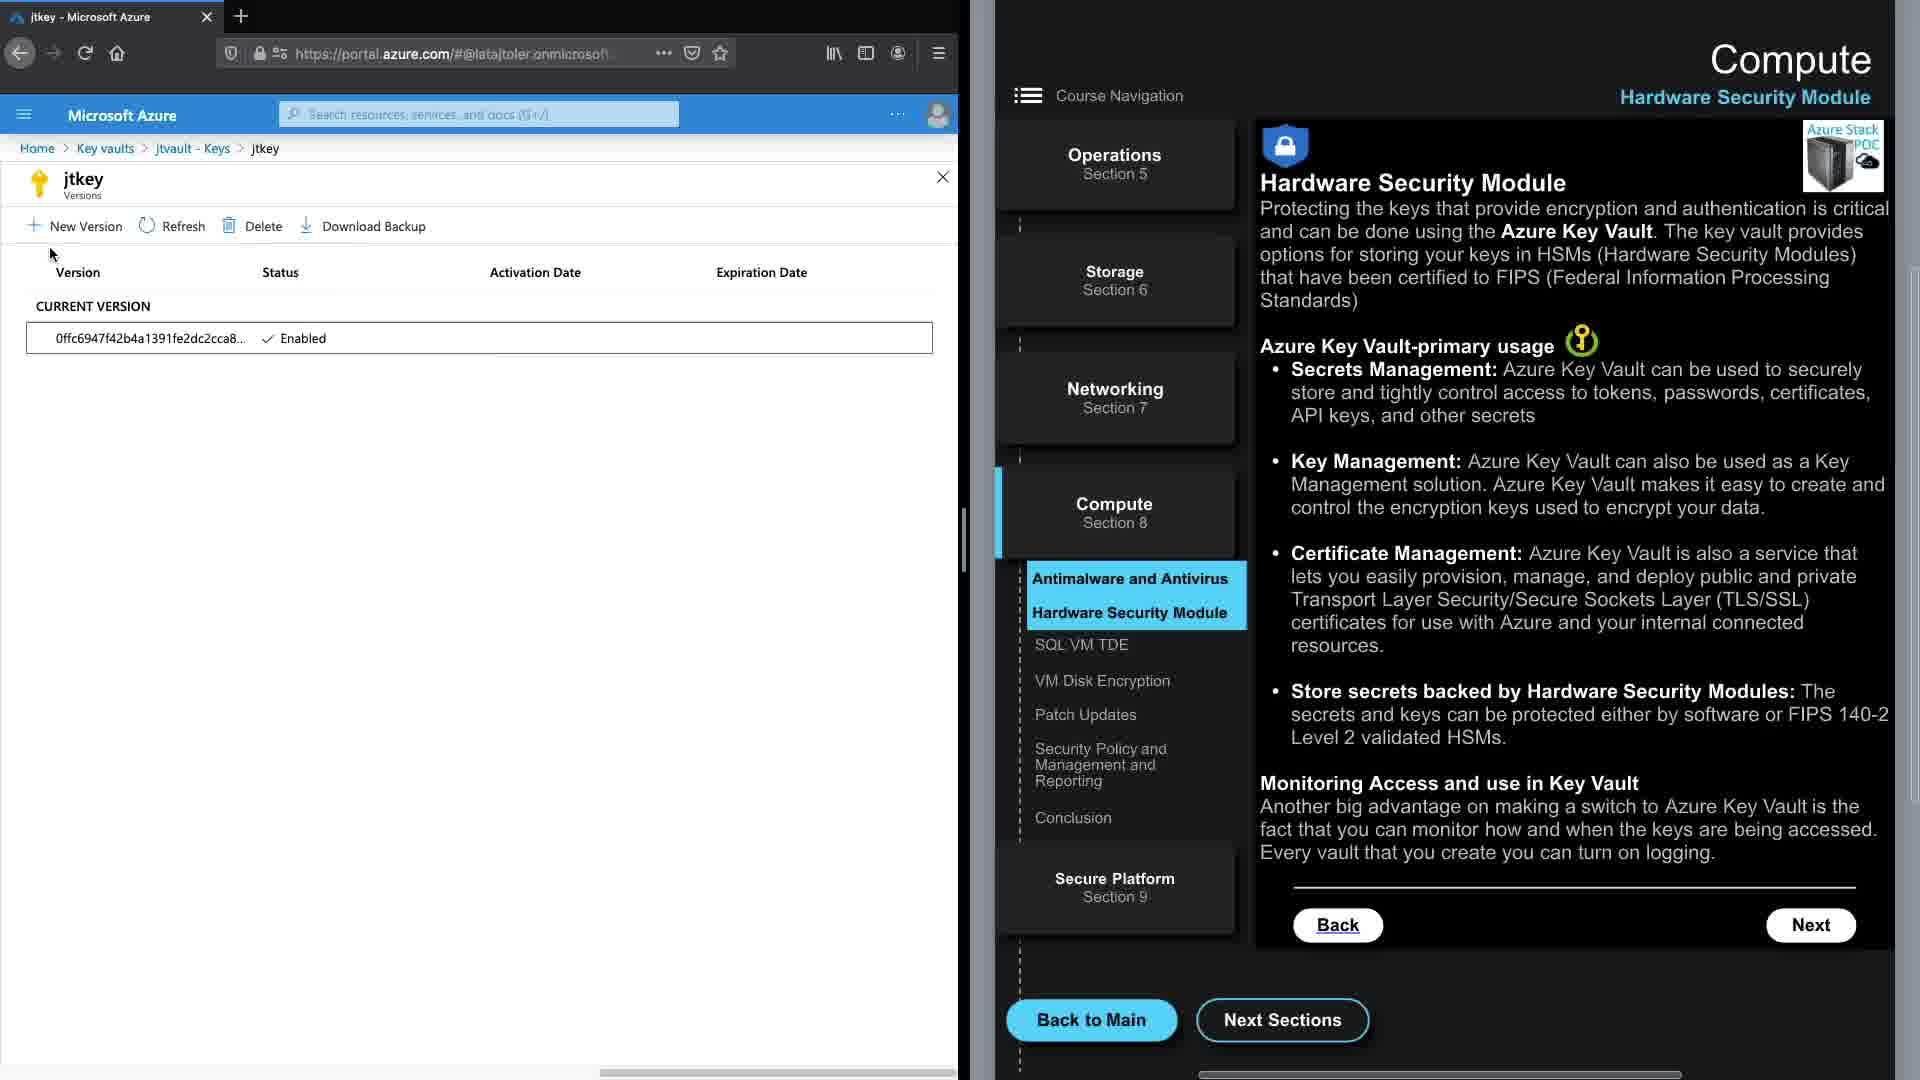 jtkey - Microsoft Azure
https://portal.azure.com/#@latajtoler.onmicrosoft
Microsoft Azure
Search resources, services, and docs (G+/)
Home > Key vaults > jtvault - Keys > jtkey
jtkey
Versions
New Version Refresh Delete Download Backup
Version Status Activation Date Expiration Date
CURRENT VERSION
0ffc6947f42b4a1391fe2dc2cca8... Enabled
Compute
Hardware Security Module
Course Navigation
Operations
Section 5
Storage
Section 6
Networking
Section 7
Compute
Section 8
Antimalware and Antivirus
Hardware Security Module
SQL VM TDE
VM Disk Encryption
Patch Updates
Security Policy and
Management and
Reporting
Conclusion
Secure Platform
Section 9
Back to Main
Next Sections
Azure Stack
PDC
Hardware Security Module
Protecting the keys that provide encryption and authentication is critical
and can be done using the Azure Key Vault. The key vault provides
options for storing your keys in HSMs (Hardware Security Modules)
that have been certified to FIPS (Federal Information Processing
Standards)
Azure Key Vault-primary usage
• Secrets Management: Azure Key Vault can be used to securely
store and tightly control access to tokens, passwords, certificates,
API keys, and other secrets
• Key Management: Azure Key Vault can also be used as a Key
Management solution. Azure Key Vault makes it easy to create and
control the encryption keys used to encrypt your data.
• Certificate Management: Azure Key Vault is also a service that
lets you easily provision, manage, and deploy public and private
Transport Layer Security/Secure Sockets Layer (TLS/SSL)
certificates for use with Azure and your internal connected
resources.
• Store secrets backed by Hardware Security Modules: The
secrets and keys can be protected either by software or FIPS 140-2
Level 2 validated HSMs.
Monitoring Access and use in Key Vault
Another big advantage on making a switch to Azure Key Vault is the
fact that you can monitor how and when the keys are being accessed.
Every vault that you create you can turn on logging.
Back
Next